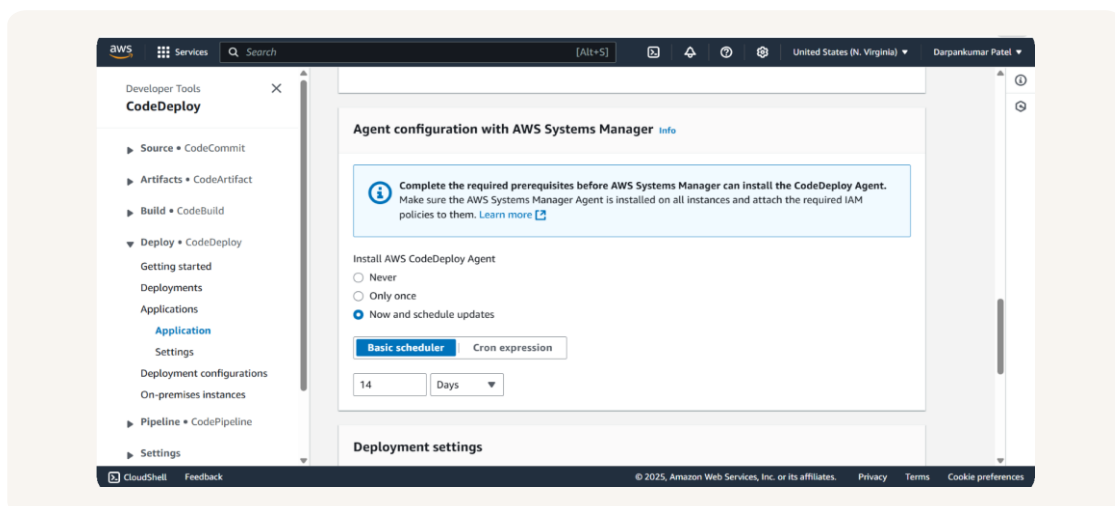 aws Services Search [Alt+S] United States (N. Virginia) Darpankumar Patel
Developer Tools
CodeDeploy
Source • CodeCommit
Artifacts • CodeArtifact
Build • CodeBuild
Deploy • CodeDeploy
Getting started
Deployments
Applications
Application
Settings
Deployment configurations
On-premises instances
Pipeline • CodePipeline
Settings
Agent configuration with AWS Systems Manager Info
Complete the required prerequisites before AWS Systems Manager can install the CodeDeploy Agent.
Make sure the AWS Systems Manager Agent is installed on all instances and attach the required IAM
policies to them. Learn more
Install AWS CodeDeploy Agent
Never
Only once
Now and schedule updates
Basic scheduler Cron expression
14 Days
Deployment settings
CloudShell Feedback © 2025, Amazon Web Services, Inc. or its affiliates. Privacy Terms Cookie preferences